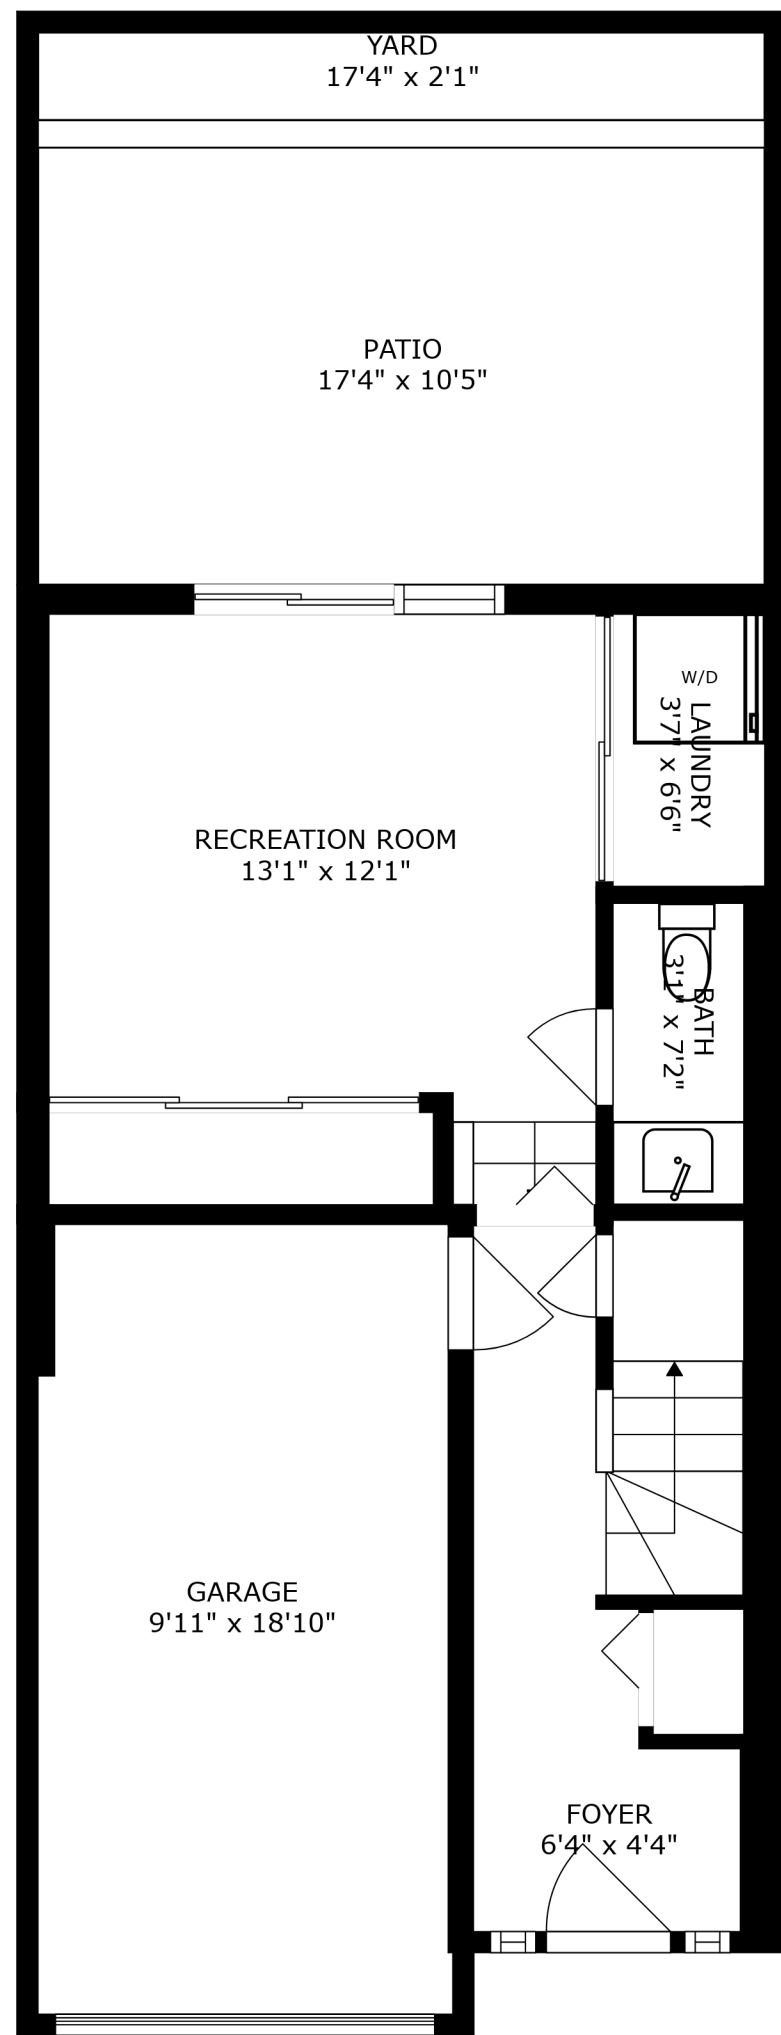 YARD
17'4" x 2'1"
PATIO
17'4" x 10'5"
W/D
LAUNDRY
3'7" x 6'6"
RECREATION ROOM
13'1" x 12'1"
BATH
3'1" x 7'2"
GARAGE
9'11" x 18'10"
FOYER
6'4" x 4'4"